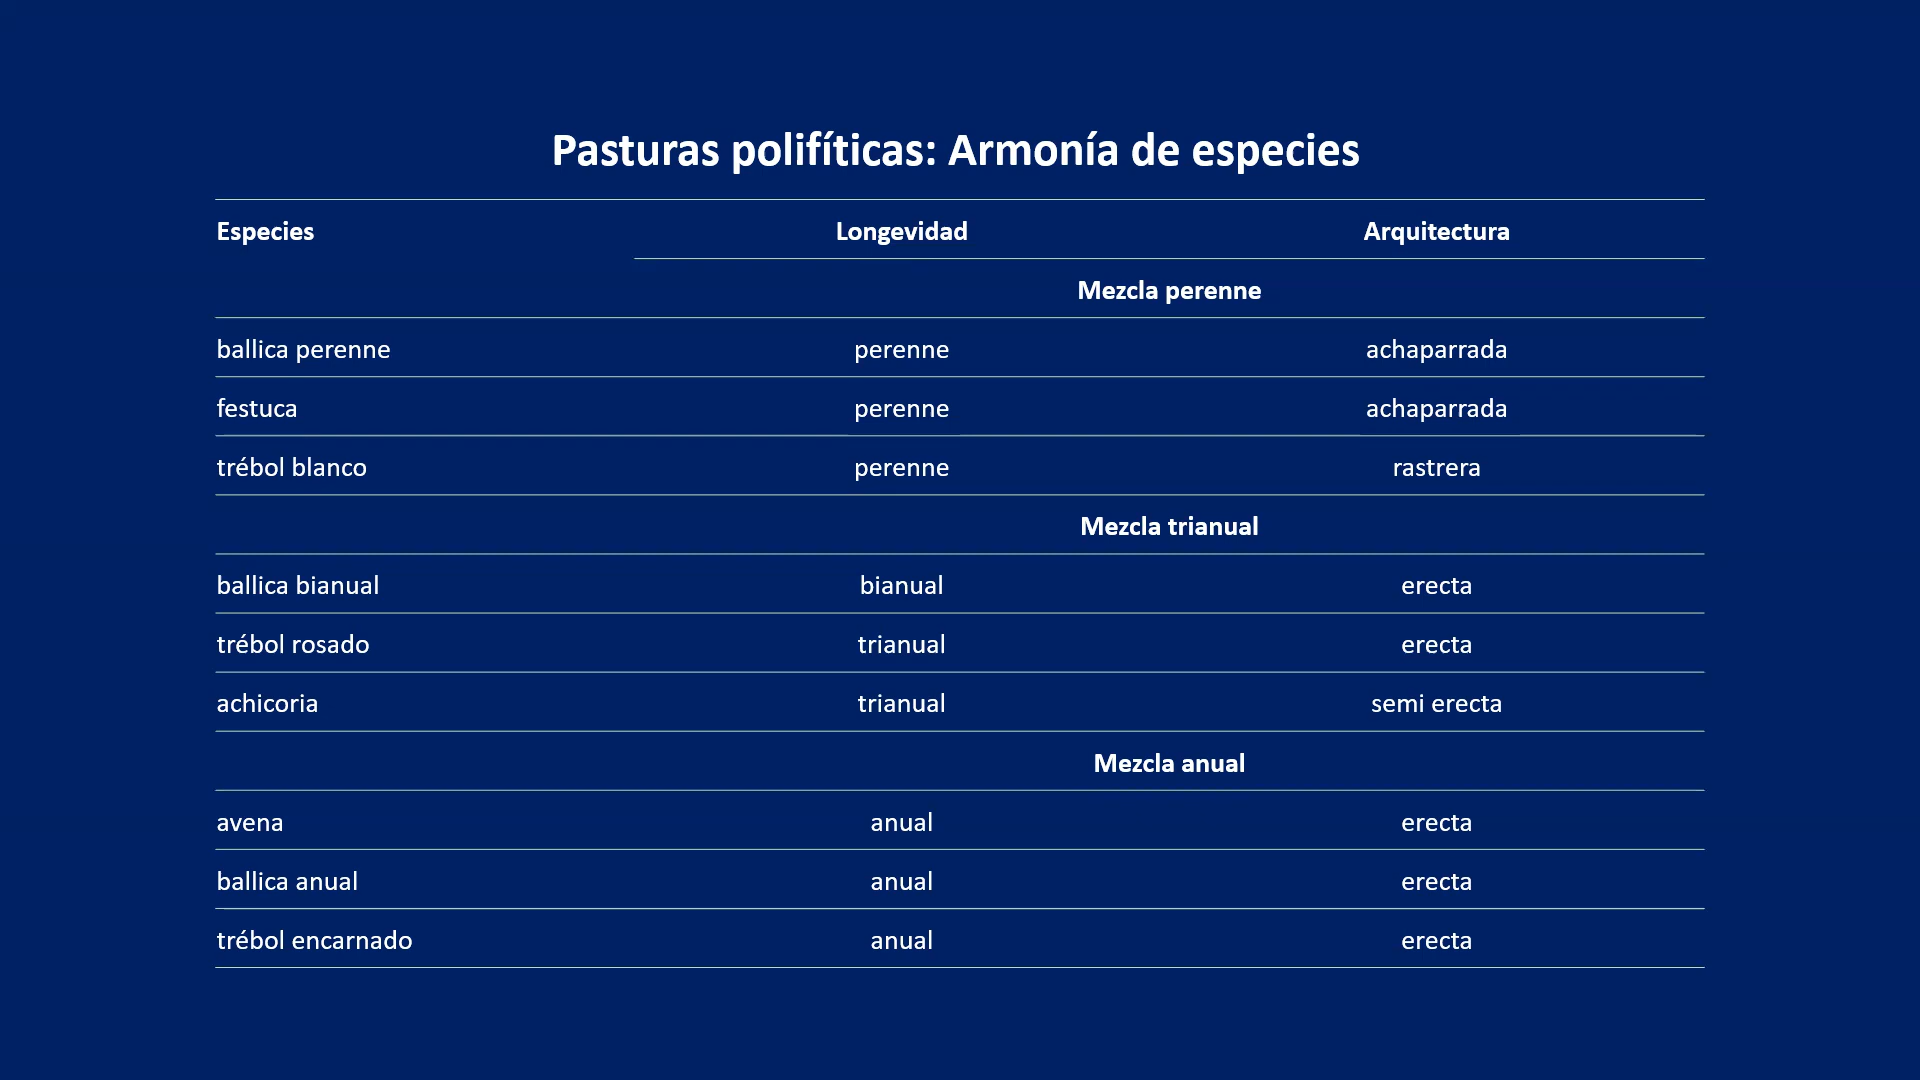 Pasturas polifíticas: Armonía de especies
Especies Longevidad Arquitectura
Mezcla perenne
ballica perenne perenne achaparrada
festuca perenne achaparrada
trébol blanco perenne rastrera
Mezcla trianual
ballica bianual bianual erecta
trébol rosado trianual erecta
achicoria trianual semi erecta
Mezcla anual
avena anual erecta
ballica anual anual erecta
trébol encarnado anual erecta